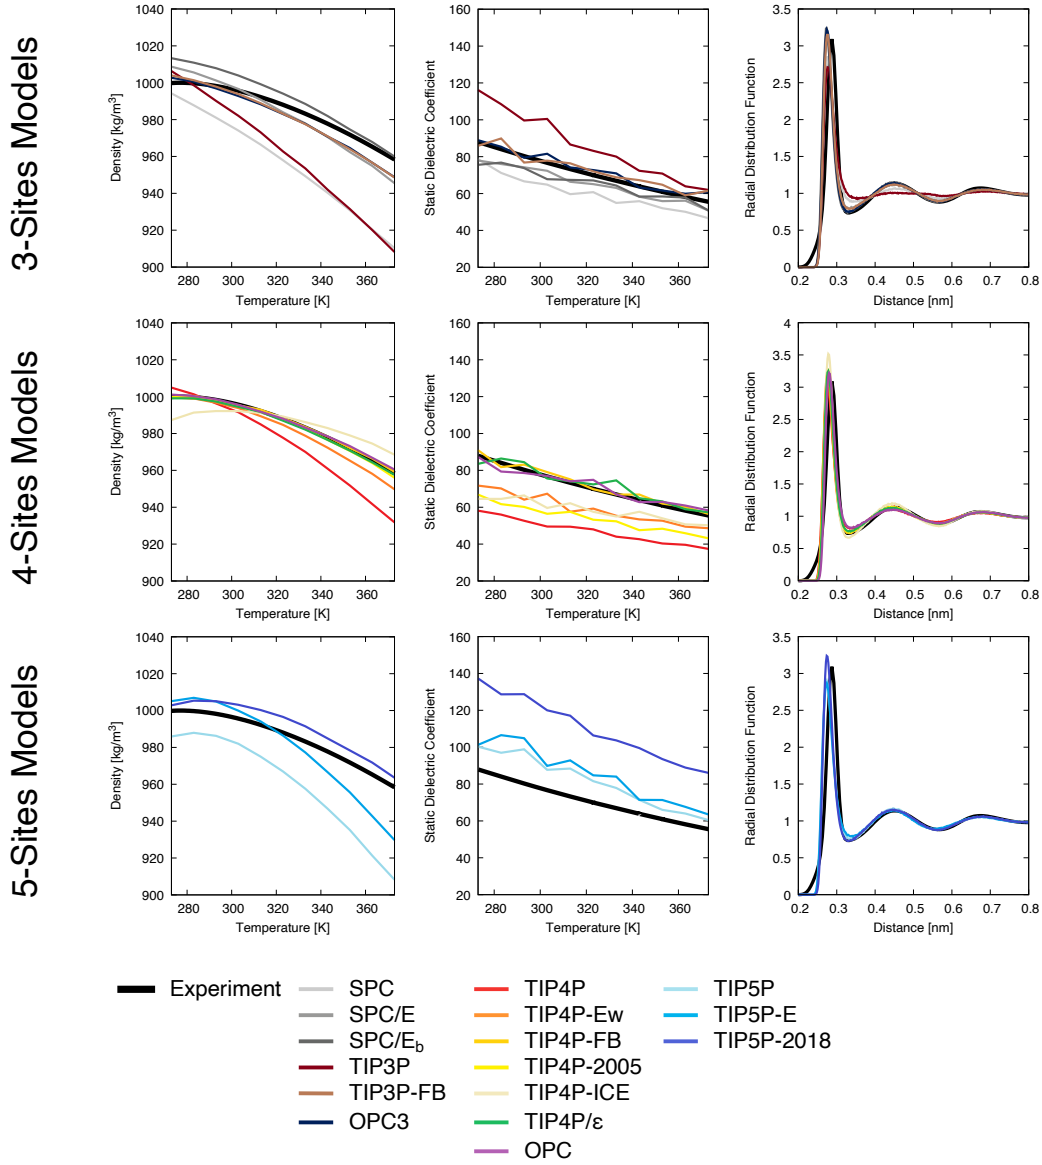 3-Sites Models
Density [kg/m³]
1040
1020
1000
980
960
940
920
900
280 300 320 340 360
Temperature [K]
Static Dielectric Coefficient
160
140
120
100
80
60
40
20
280 300 320 340 360
Temperature [K]
Radial Distribution Function
3.5
3
2.5
2
1.5
1
0.5
0
0.2 0.3 0.4 0.5 0.6 0.7 0.8
Distance [nm]
4-Sites Models
Density [kg/m³]
1040
1020
1000
980
960
940
920
900
280 300 320 340 360
Temperature [K]
Static Dielectric Coefficient
160
140
120
100
80
60
40
20
280 300 320 340 360
Temperature [K]
Radial Distribution Function
4
3.5
3
2.5
2
1.5
1
0.5
0
0.2 0.3 0.4 0.5 0.6 0.7 0.8
Distance [nm]
5-Sites Models
Density [kg/m³]
1040
1020
1000
980
960
940
920
900
280 300 320 340 360
Temperature [K]
Static Dielectric Coefficient
160
140
120
100
80
60
40
20
280 300 320 340 360
Temperature [K]
Radial Distribution Function
3.5
3
2.5
2
1.5
1
0.5
0
0.2 0.3 0.4 0.5 0.6 0.7 0.8
Distance [nm]
Experiment
SPC
SPC/E
SPC/E_b
TIP3P
TIP3P-FB
OPC3
TIP4P
TIP4P-Ew
TIP4P-FB
TIP4P-2005
TIP4P-ICE
TIP4P/ε
OPC
TIP5P
TIP5P-E
TIP5P-2018